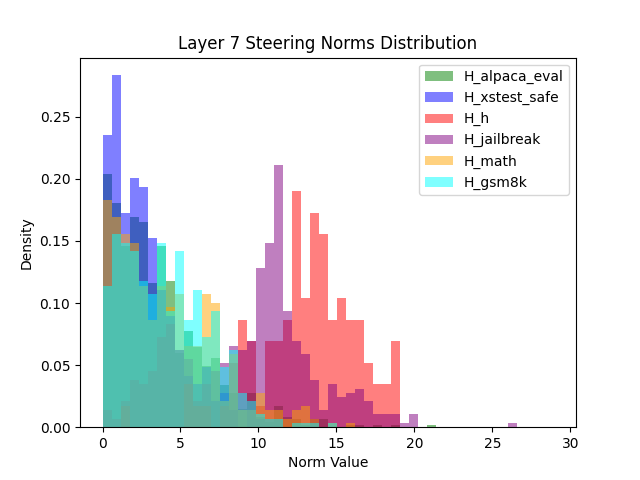 Layer 7 Steering Norms Distribution
H_alpaca_eval
H_xstest_safe
H_h
H_jailbreak
H_math
H_gsm8k
Density
0.25
0.20
0.15
0.10
0.05
0.00
0
5
10
15
20
25
30
Norm Value